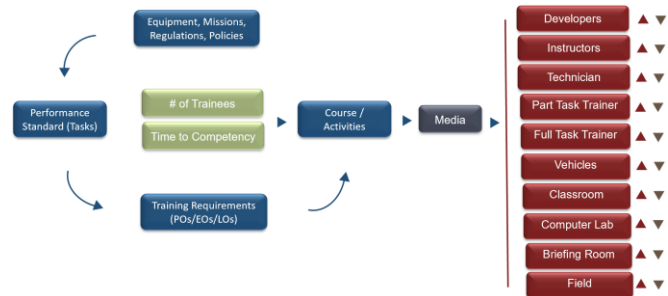 Equipment, Missions,
Regulations, Policies
Performance
Standard (Tasks)
# of Trainees
Time to Competency
Training Requirements
(POs/EOs/LOs)
Course /
Activities
Media
Developers
Instructors
Technician
Part Task Trainer
Full Task Trainer
Vehicles
Classroom
Computer Lab
Briefing Room
Field